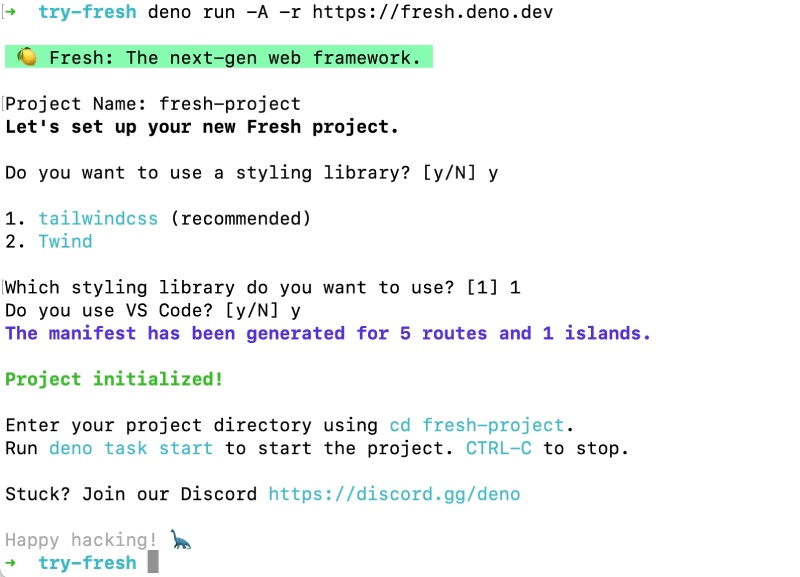 ➜ try-fresh deno run -A -r https://fresh.deno.dev
🍋 Fresh: The next-gen web framework.
Project Name: fresh-project
Let's set up your new Fresh project.
Do you want to use a styling library? [y/N] y
1. tailwindcss (recommended)
2. Twind
Which styling library do you want to use? [1] 1
Do you use VS Code? [y/N] y
The manifest has been generated for 5 routes and 1 islands.
Project initialized!
Enter your project directory using cd fresh-project.
Run deno task start to start the project. CTRL-C to stop.
Stuck? Join our Discord https://discord.gg/deno
Happy hacking! 🦕
➜ try-fresh